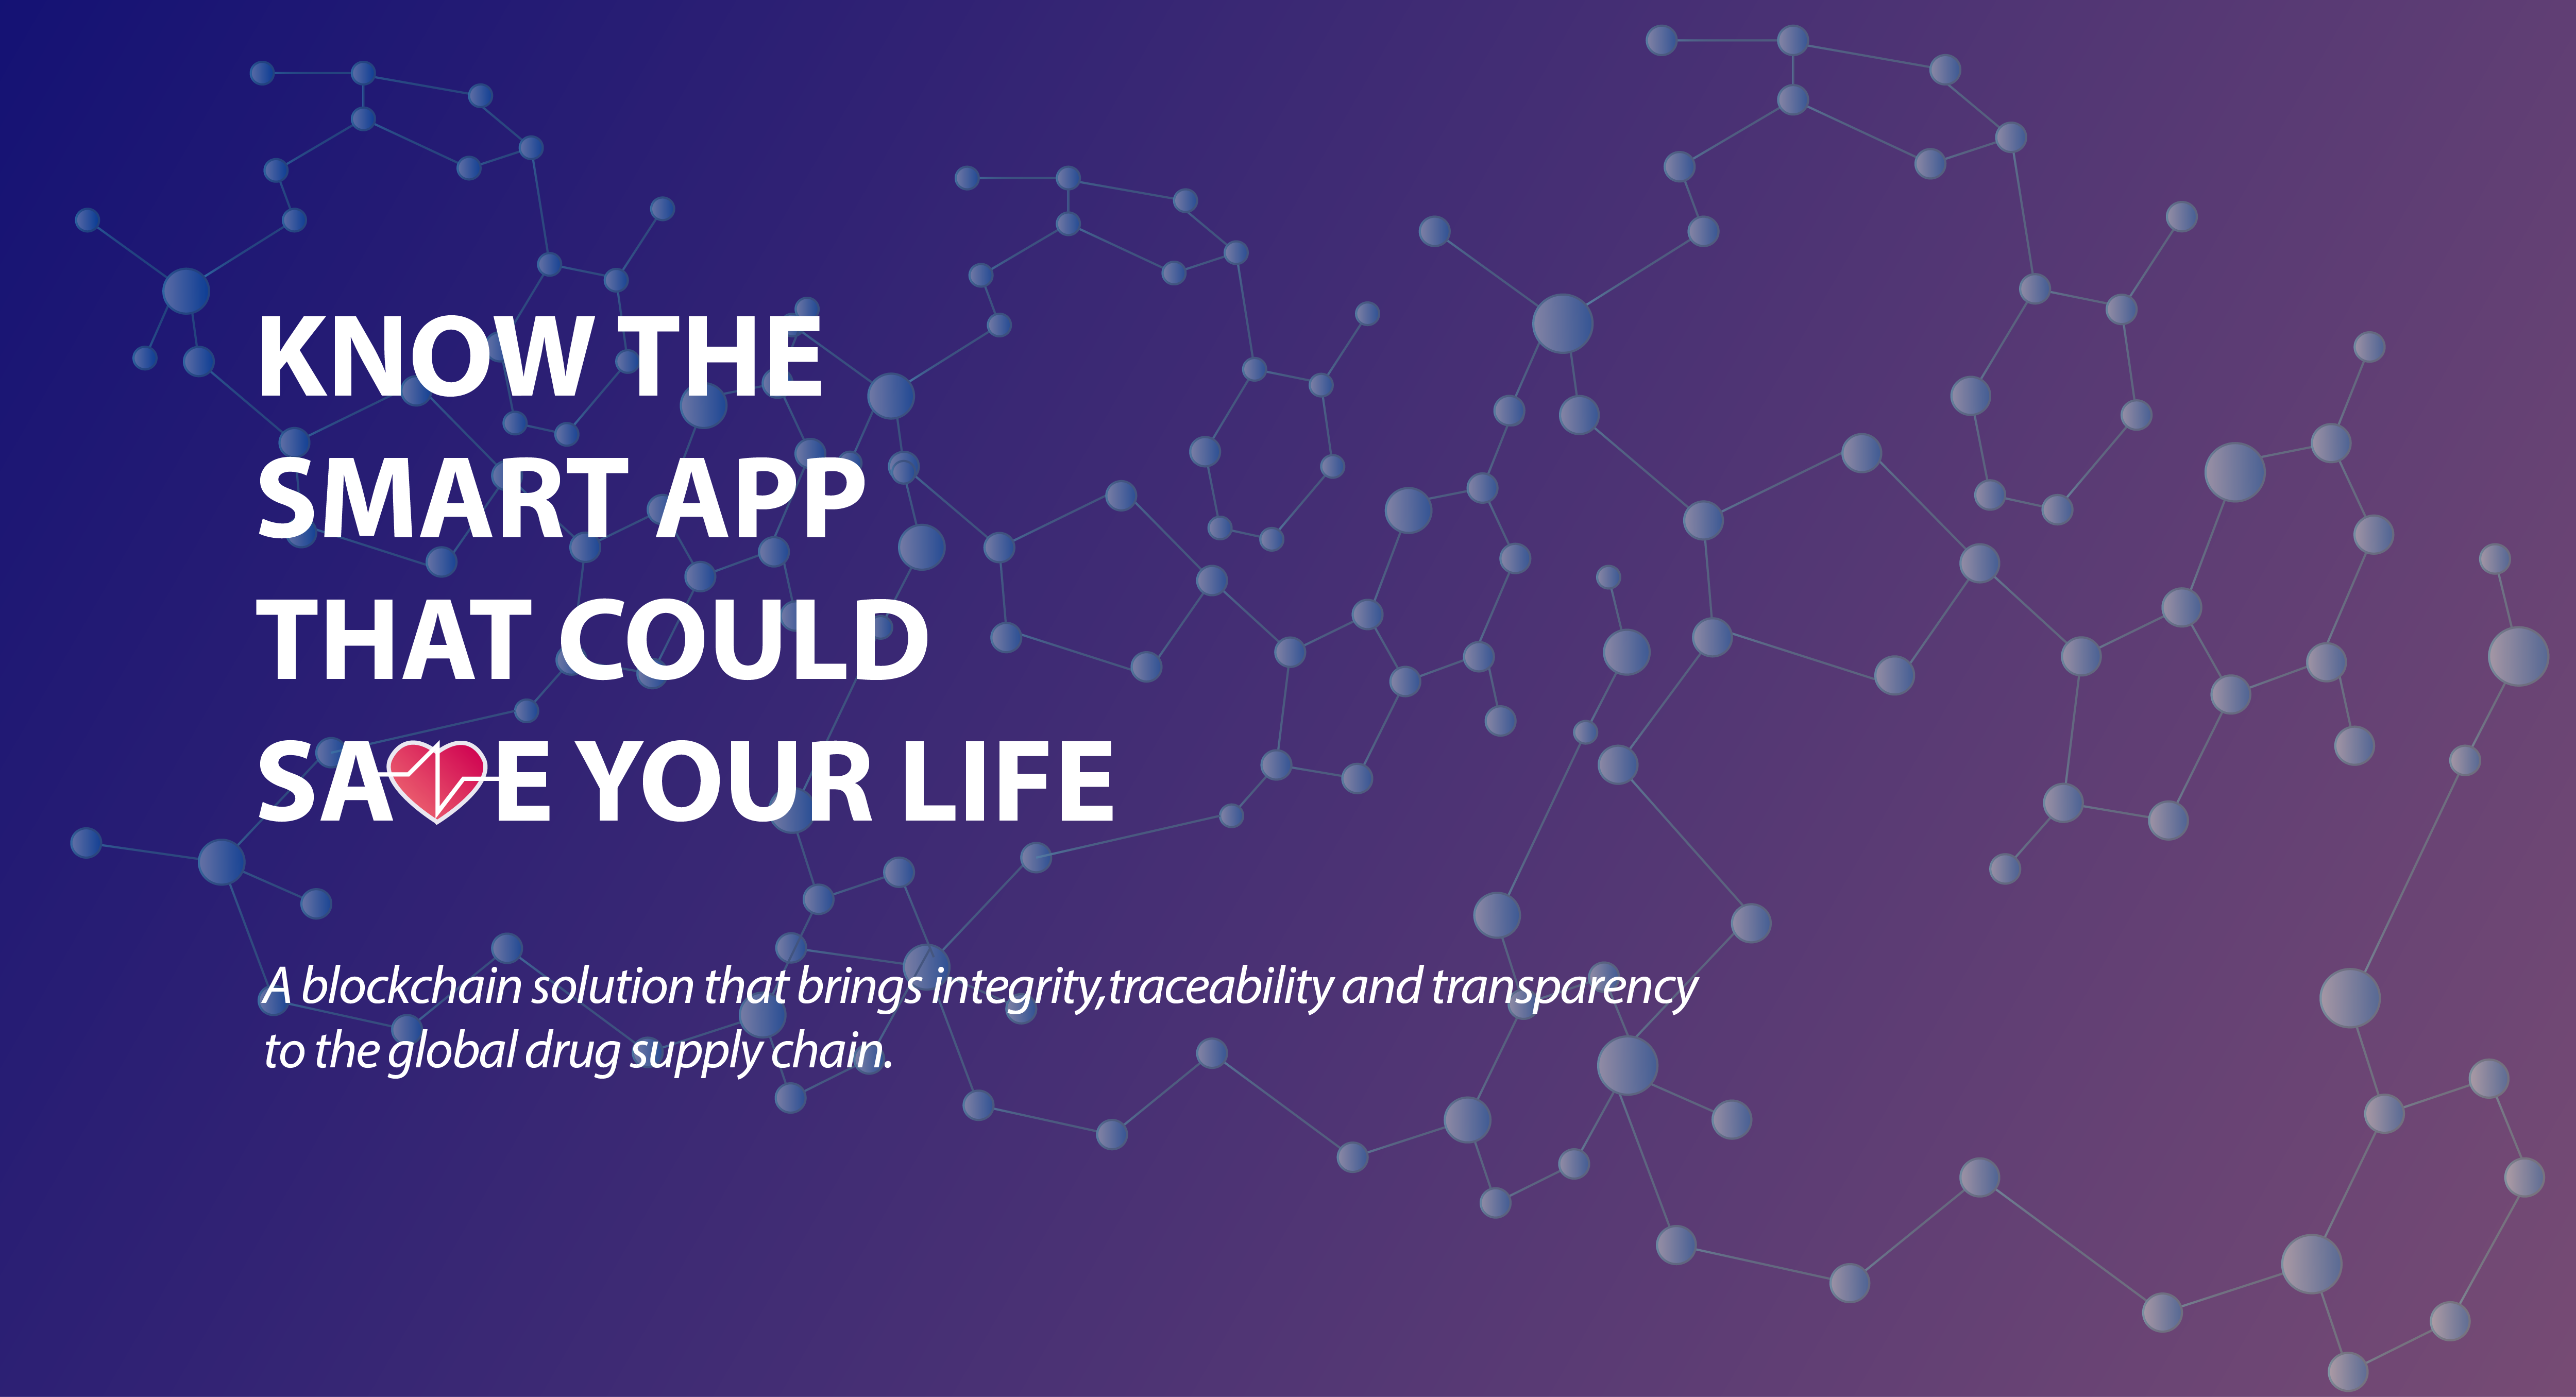 KNOW THE
SMART APP
THAT COULD
SAVE YOUR LIFE
A blockchain solution that brings integrity,traceability and transparency
to the global drug supply chain.